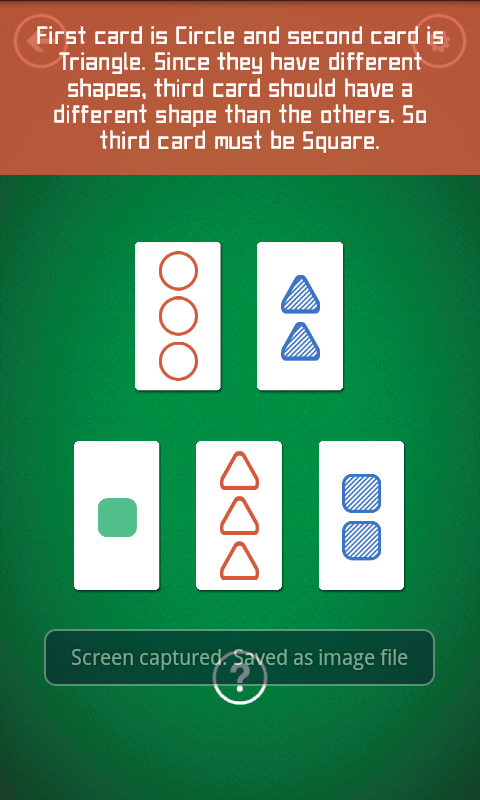 First card is Circle and second card is
Triangle. Since they have different
shapes, third card should have a
different shape than the others. So
third card must be Square.
Screen captured. Saved as image file
?